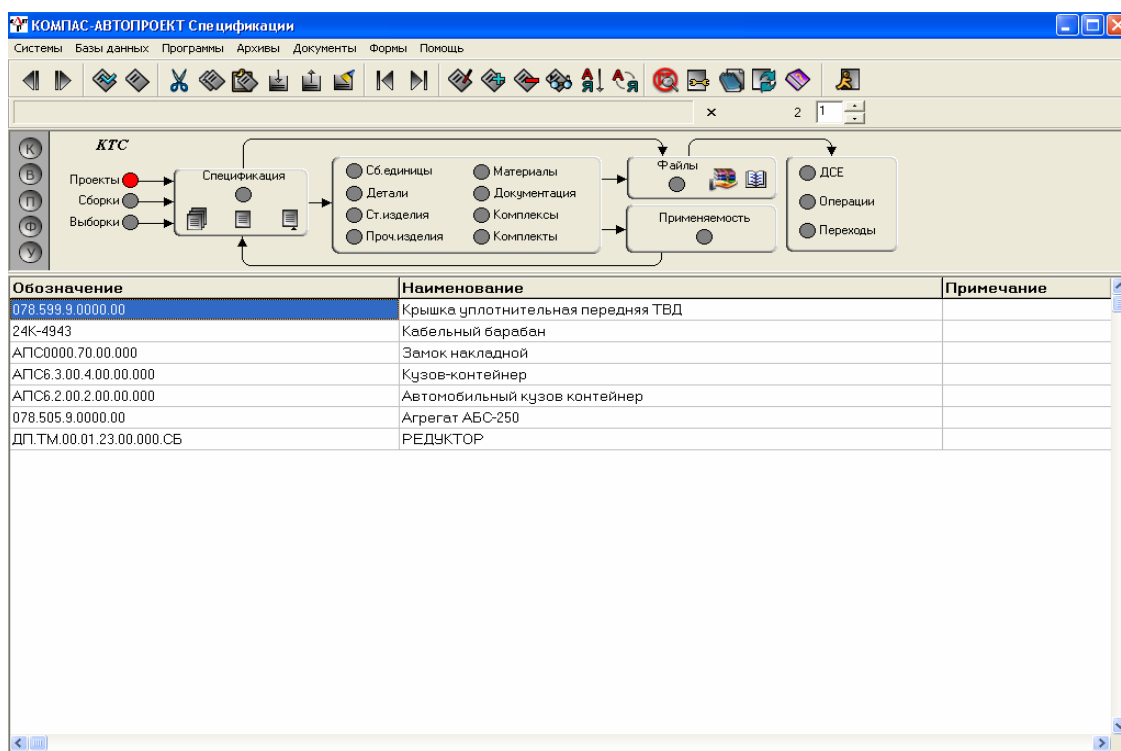 КОМПАС-АВТОПРОЕКТ Спецификации
Системы Базы данных Программы Архивы Документы Формы Помощь
× 2 1
К
В
П
Ф
У
КТС
Проекты
Сборки
Выборки
Спецификация
Сб.единицы Материалы
Детали Документация
Ст.изделия Комплексы
Проч.изделия Комплекты
Файлы
Применяемость
ДСЕ
Операции
Переходы
Обозначение Наименование Примечание
078.599.9.0000.00 Крышка уплотнительная передняя ТВД
24К-4943 Кабельный барабан
АПС0000.70.00.000 Замок накладной
АПС6.3.00.4.00.00.000 Кузов-контейнер
АПС6.2.00.2.00.00.000 Автомобильный кузов контейнер
078.505.9.0000.00 Агрегат АБС-250
ДП.ТМ.00.01.23.00.000.СБ РЕДУКТОР